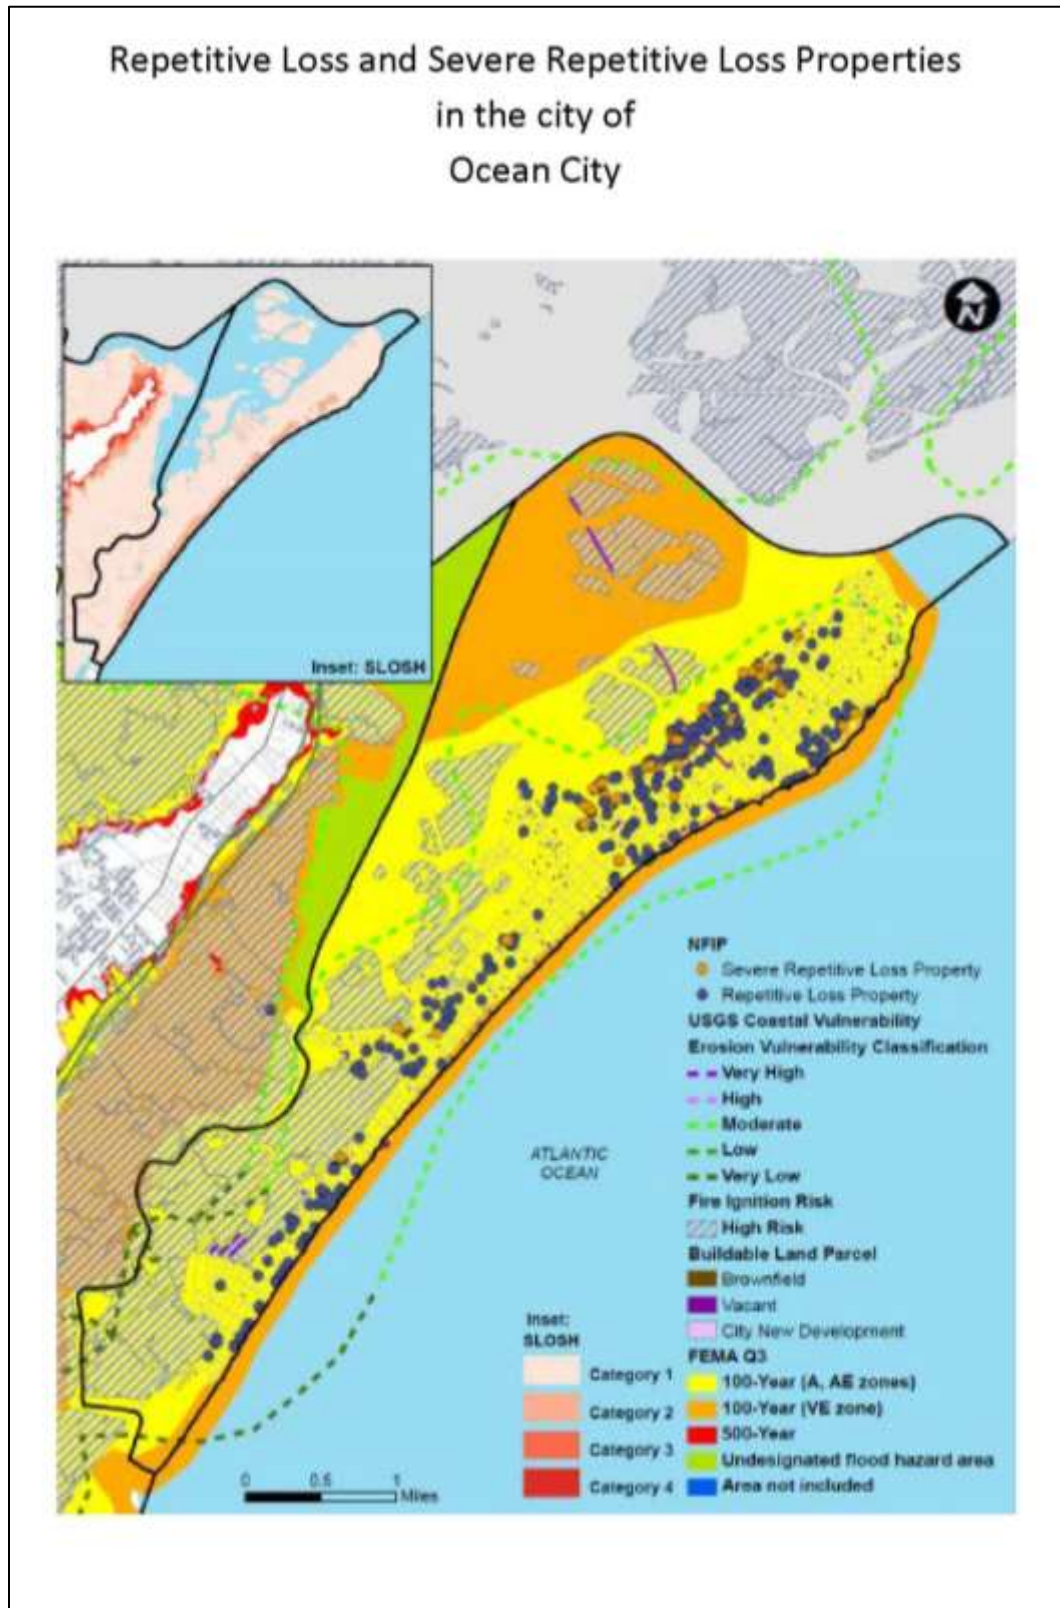 Repetitive Loss and Severe Repetitive Loss Properties
in the city of
Ocean City
N
Inset: SLOSH
NFIP
Severe Repetitive Loss Property
Repetitive Loss Property
USGS Coastal Vulnerability
Erosion Vulnerability Classification
Very High
High
Moderate
Low
Very Low
Fire Ignition Risk
High Risk
Buildable Land Parcel
Brownfield
Vacant
City New Development
FEMA Q3
100-Year (A, AE zones)
100-Year (VE zone)
500-Year
Undesignated flood hazard area
Area not included
ATLANTIC
OCEAN
Inset:
SLOSH
Category 1
Category 2
Category 3
Category 4
0 0.5 1
Miles